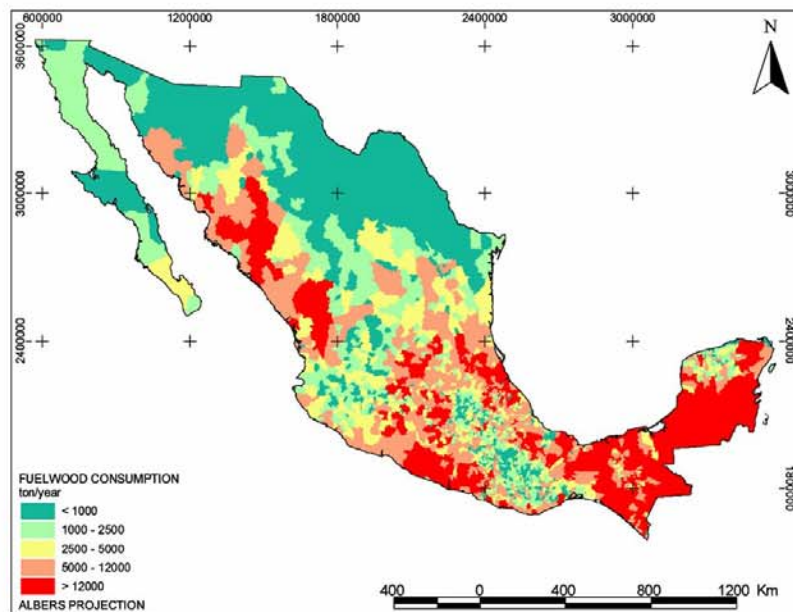 600000 1200000 1800000 2400000 3000000
N
3600000
3000000 3000000
2400000 2400000
1800000
FUELWOOD CONSUMPTION
ton/year
< 1000
1000 - 2500
2500 - 5000
5000 - 12000
> 12000
ALBERS PROJECTION
400 0 400 800 1200 Km